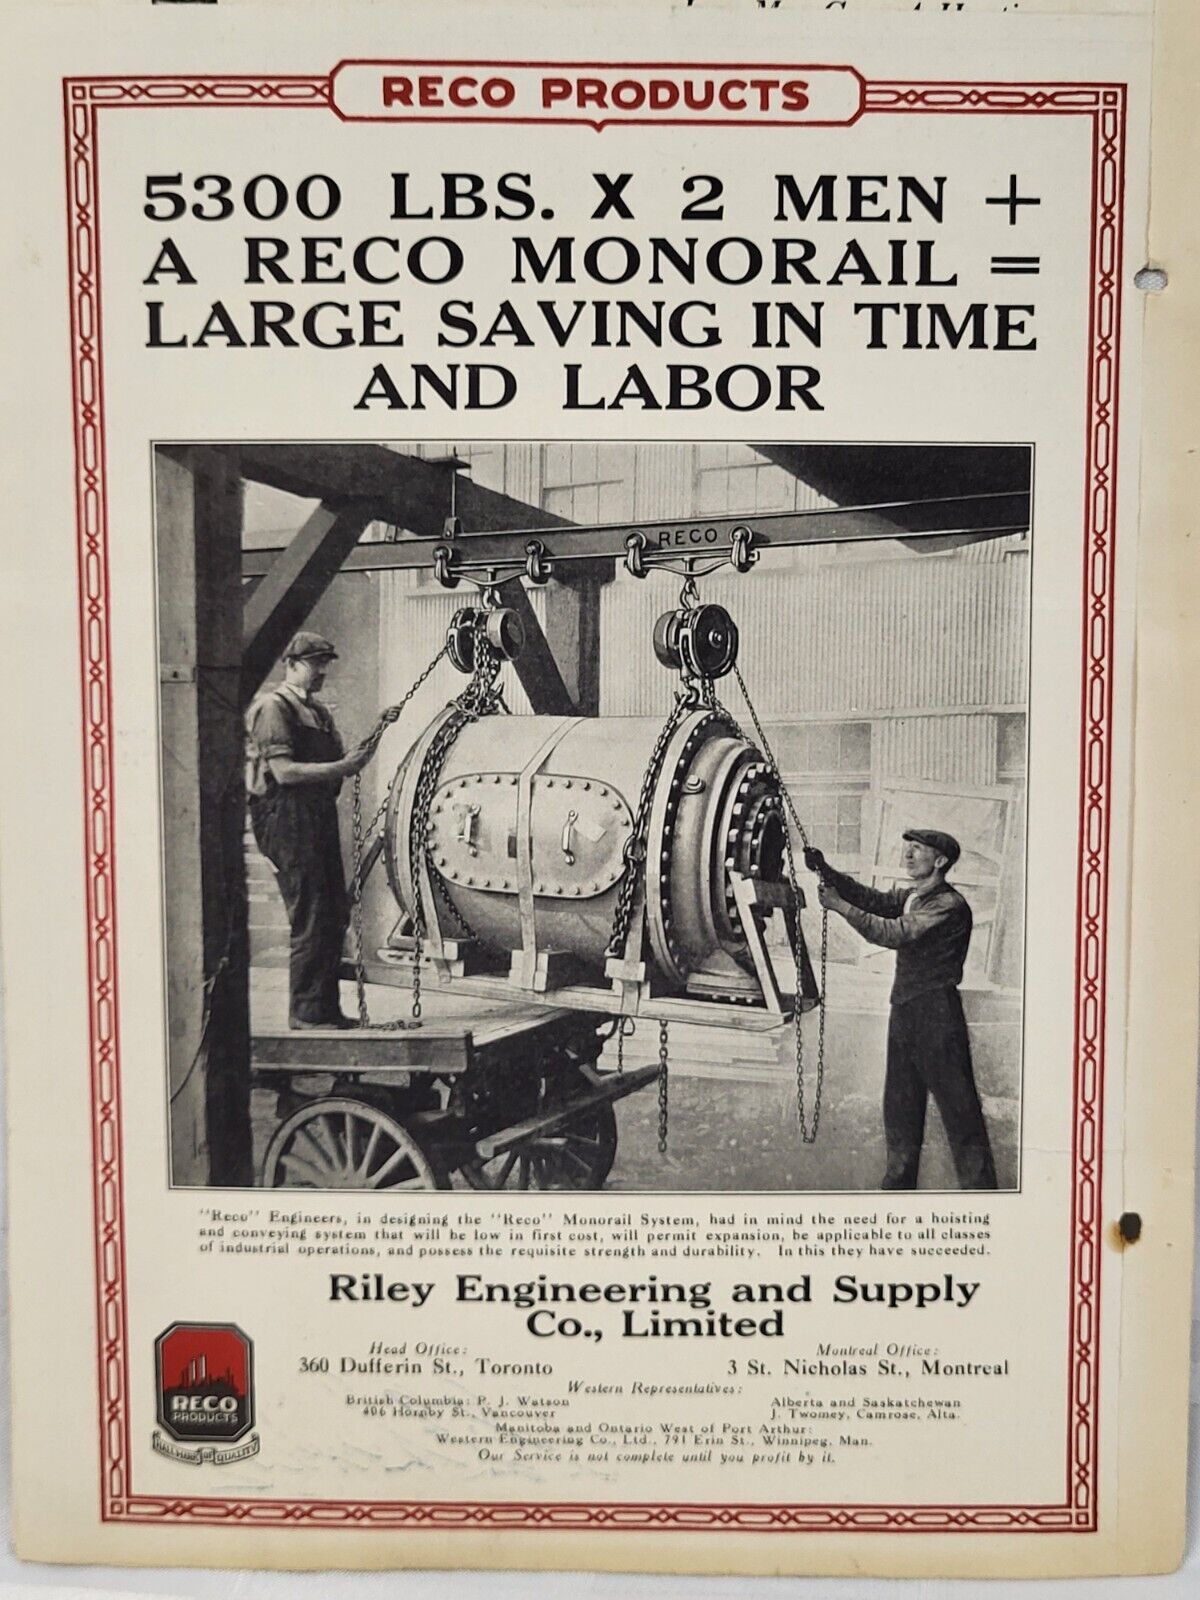 RECO PRODUCTS
5300 LBS. X 2 MEN +
A RECO MONORAIL =
LARGE SAVING IN TIME
AND LABOR
RECO
"Reco" Engineers, in designing the "Reco" Monorail System, had in mind the need for a hoisting
and conveying system that will be low in first cost, will permit expansion, be applicable to all classes
of industrial operations, and possess the requisite strength and durability. In this they have succeeded.
Riley Engineering and Supply
Co., Limited
Head Office:
360 Dufferin St., Toronto
Montreal Office:
3 St. Nicholas St., Montreal
Western Representatives:
British Columbia: P. J. Watson
406 Hornby St., Vancouver
Alberta and Saskatchewan
J. Twomey, Camrose, Alta.
Manitoba and Ontario West of Port Arthur:
Western Engineering Co., Ltd., 791 Erin St., Winnipeg, Man.
Our Service is not complete until you profit by it.
RECO
PRODUCTS
HALLMARK OF QUALITY